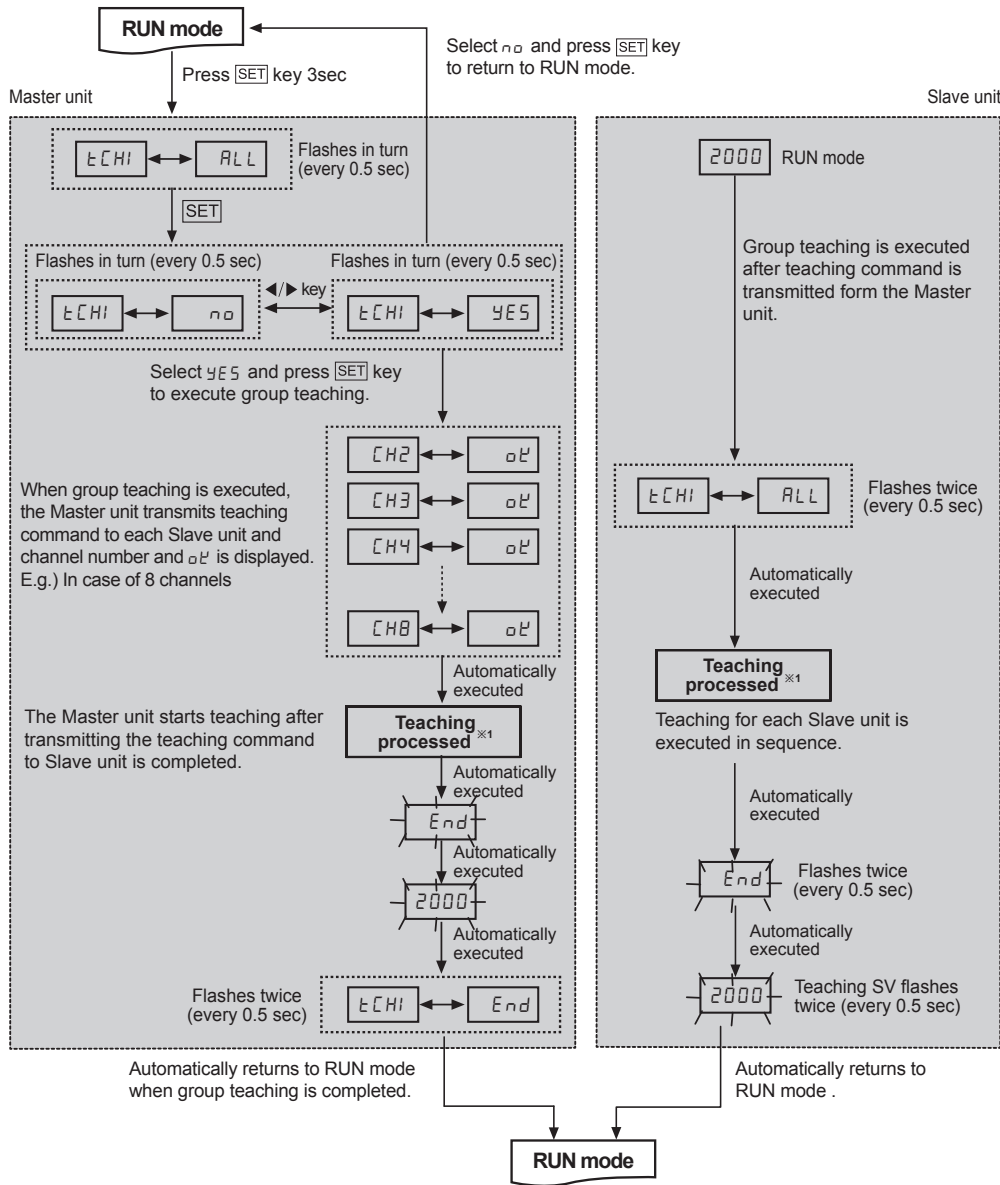 RUN mode
Select no and press SET key
to return to RUN mode.
Press SET key 3sec
Master unit
Slave unit
tCHI
ALL
Flashes in turn
(every 0.5 sec)
SET
Flashes in turn (every 0.5 sec)
Flashes in turn (every 0.5 sec)
tCHI
no
◀/▶ key
tCHI
YES
Select YES and press SET key
to execute group teaching.
When group teaching is executed,
the Master unit transmits teaching
command to each Slave unit and
channel number and oK is displayed.
E.g.) In case of 8 channels
CH2
oK
CH3
oK
CH4
oK
CH8
oK
Automatically
executed
The Master unit starts teaching after
transmitting the teaching command
to Slave unit is completed.
Teaching
processed ※1
Automatically
executed
End
Automatically
executed
2000
Automatically
executed
Flashes twice
(every 0.5 sec)
tCHI
End
Automatically returns to RUN mode
when group teaching is completed.
2000
RUN mode
Group teaching is executed
after teaching command is
transmitted form the Master
unit.
tCHI
ALL
Flashes twice
(every 0.5 sec)
Automatically
executed
Teaching
processed ※1
Teaching for each Slave unit is
executed in sequence.
Automatically
executed
End
Flashes twice
(every 0.5 sec)
Automatically
executed
2000
Teaching SV flashes
twice (every 0.5 sec)
Automatically returns to
RUN mode .
RUN mode